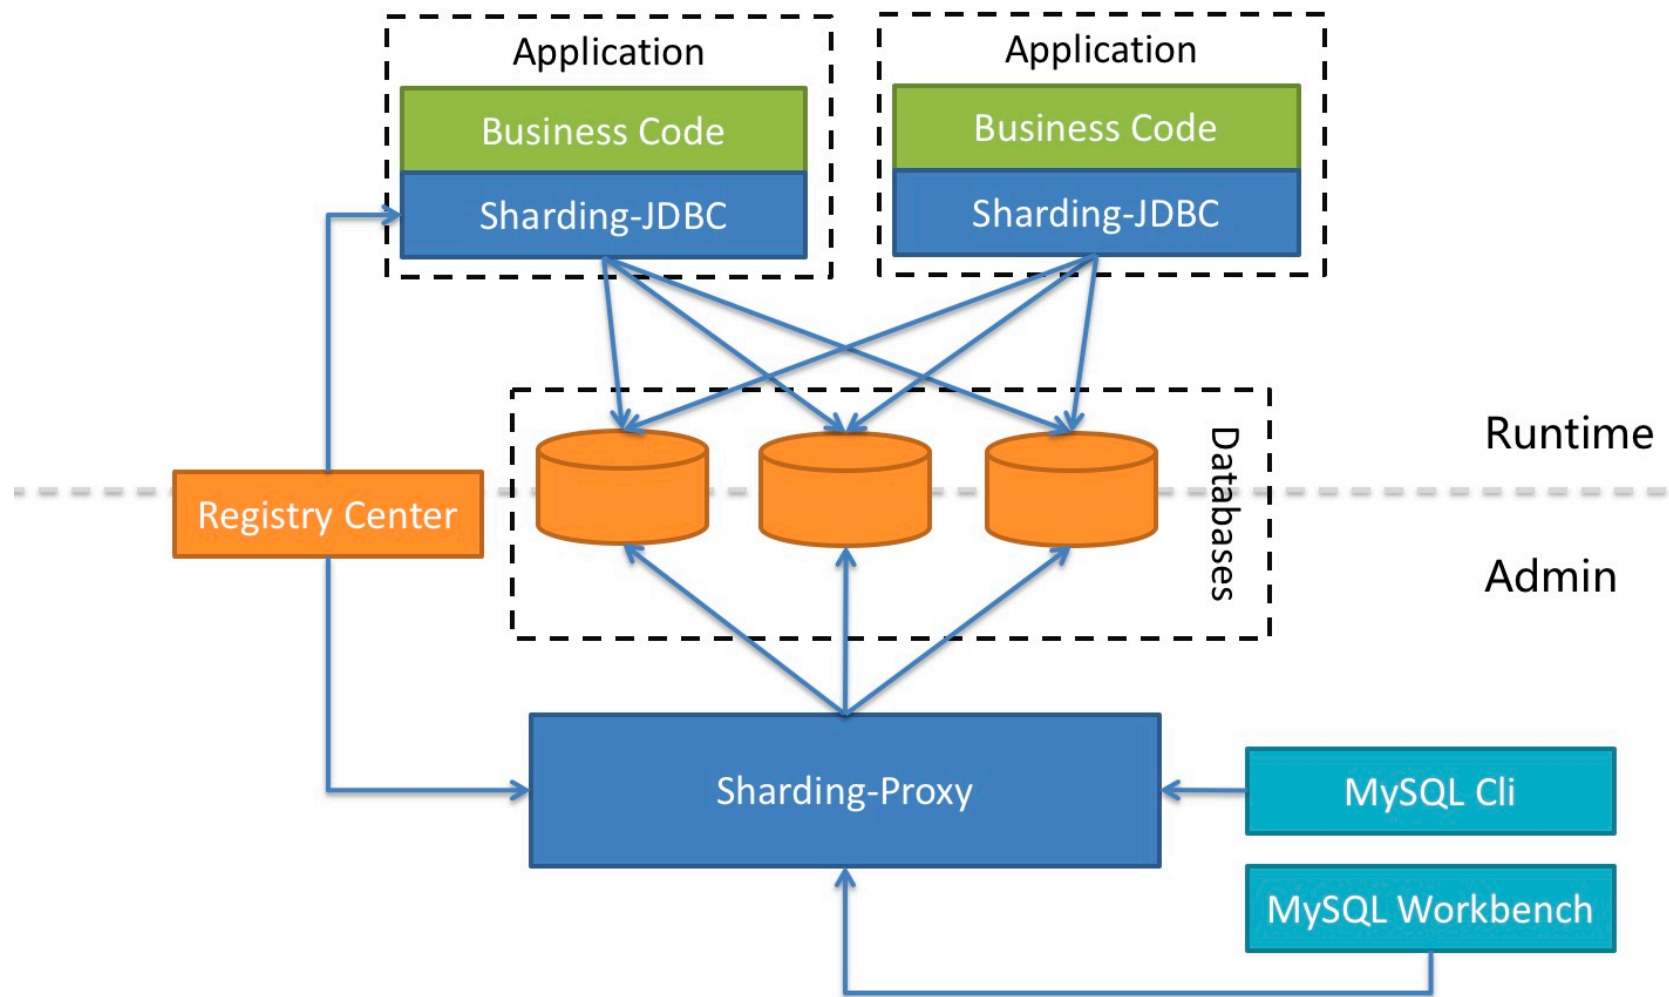 Application
Business Code
Sharding-JDBC
Application
Business Code
Sharding-JDBC
Databases
Runtime
Registry Center
Admin
Sharding-Proxy
MySQL Cli
MySQL Workbench